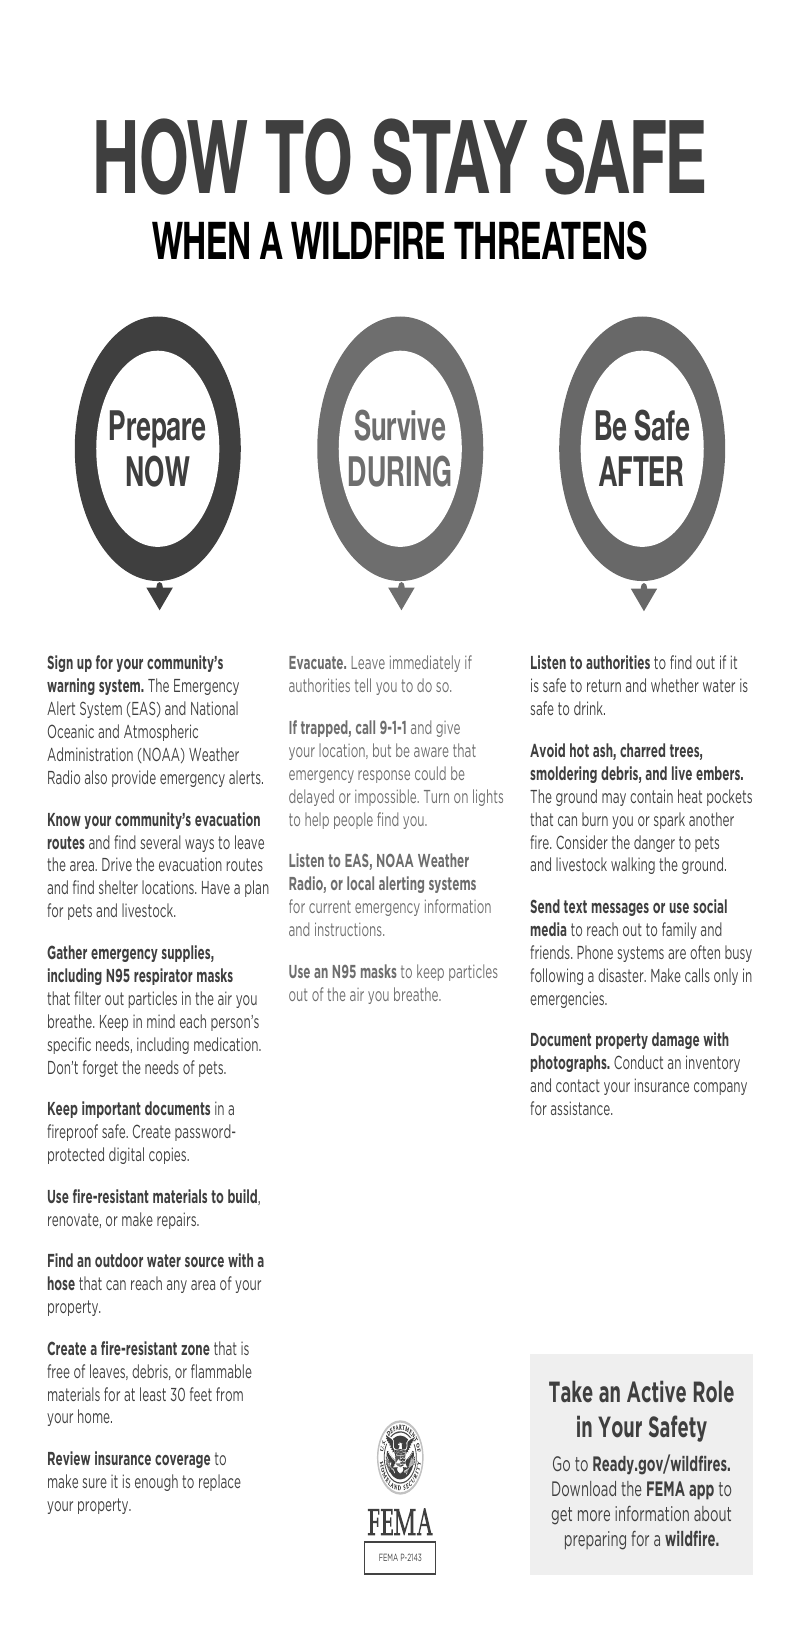 HOW TO STAY SAFE
WHEN A WILDFIRE THREATENS
Prepare
NOW
Sign up for your community’s
warning system. The Emergency
Alert System (EAS) and National
Oceanic and Atmospheric
Administration (NOAA) Weather
Radio also provide emergency alerts.
Know your community’s evacuation
routes and find several ways to leave
the area. Drive the evacuation routes
and find shelter locations. Have a plan
for pets and livestock.
Gather emergency supplies,
including N95 respirator masks
that filter out particles in the air you
breathe. Keep in mind each person’s
specific needs, including medication.
Don’t forget the needs of pets.
Keep important documents in a
fireproof safe. Create password-
protected digital copies.
Use fire-resistant materials to build,
renovate, or make repairs.
Find an outdoor water source with a
hose that can reach any area of your
property.
Create a fire-resistant zone that is
free of leaves, debris, or flammable
materials for at least 30 feet from
your home.
Review insurance coverage to
make sure it is enough to replace
your property.
Survive
DURING
Evacuate. Leave immediately if
authorities tell you to do so.
If trapped, call 9-1-1 and give
your location, but be aware that
emergency response could be
delayed or impossible. Turn on lights
to help people find you.
Listen to EAS, NOAA Weather
Radio, or local alerting systems
for current emergency information
and instructions.
Use an N95 masks to keep particles
out of the air you breathe.
Be Safe
AFTER
Listen to authorities to find out if it
is safe to return and whether water is
safe to drink.
Avoid hot ash, charred trees,
smoldering debris, and live embers.
The ground may contain heat pockets
that can burn you or spark another
fire. Consider the danger to pets
and livestock walking the ground.
Send text messages or use social
media to reach out to family and
friends. Phone systems are often busy
following a disaster. Make calls only in
emergencies.
Document property damage with
photographs. Conduct an inventory
and contact your insurance company
for assistance.
U.S. DEPARTMENT OF
HOMELAND SECURITY
FEMA
FEMA P-2143
Take an Active Role
in Your Safety
Go to Ready.gov/wildfires.
Download the FEMA app to
get more information about
preparing for a wildfire.